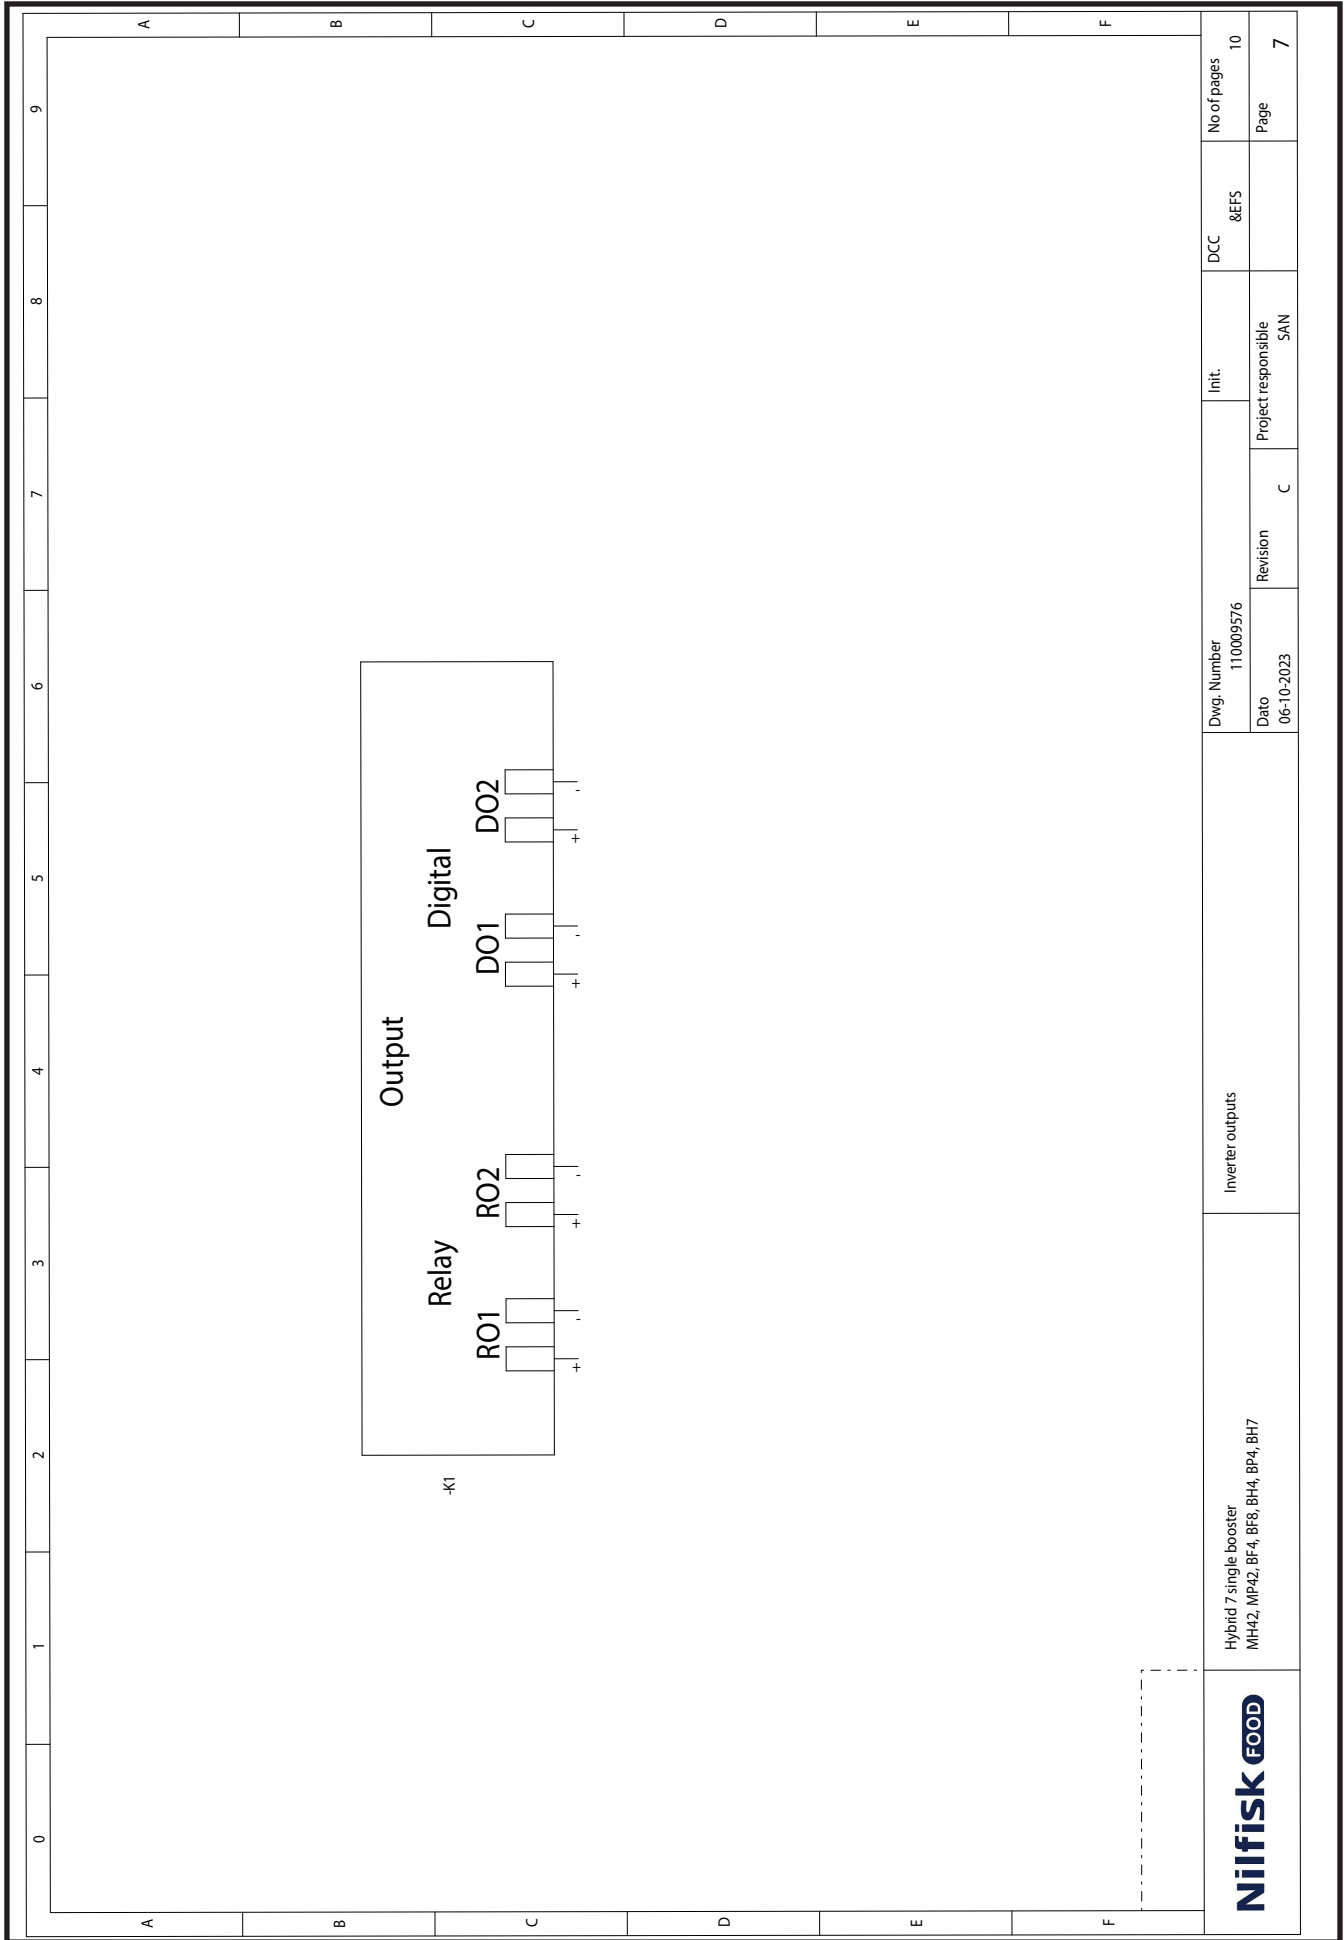 0 1 2 3 4 5 6 7 8 9
A
A
B
B
C
C
D
D
E
E
F
F
Output
Relay Digital
-K1
RO1 RO2 DO1 DO2
+ - + - + - + -
Nilfisk FOOD
Hybrid 7 single booster
MH42, MP42, BF4, BF8, BH4, BP4, BH7
Inverter outputs
Dwg. Number
110009576
Init.
DCC
&EFS
No of pages
10
Dato
06-10-2023
Revision
C
Project responsible
SAN
Page
7